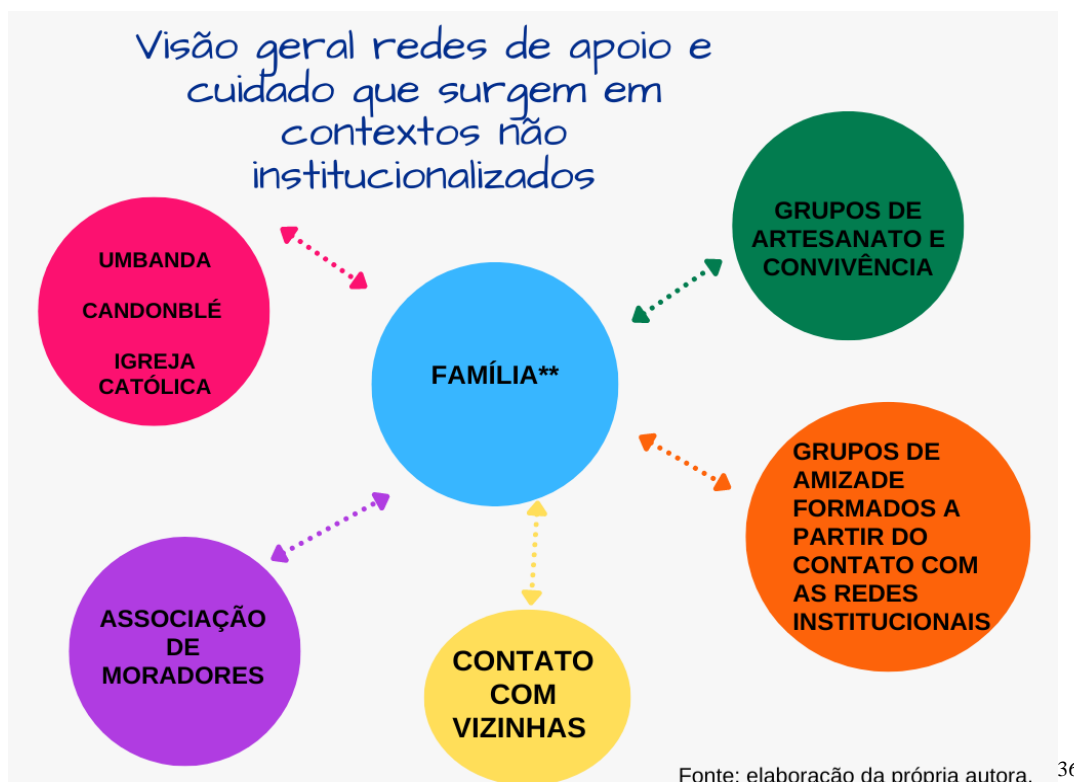 Visão geral redes de apoio e
cuidado que surgem em
contextos não
institucionalizados
UMBANDA
CANDONBLÉ
IGREJA
CATÓLICA
GRUPOS DE
ARTESANATO E
CONVIVÊNCIA
FAMÍLIA**
GRUPOS DE
AMIZADE
FORMADOS A
PARTIR DO
CONTATO COM
AS REDES
INSTITUCIONAIS
ASSOCIAÇÃO
DE
MORADORES
CONTATO
COM
VIZINHAS
Fonte: elaboração da própria autora.